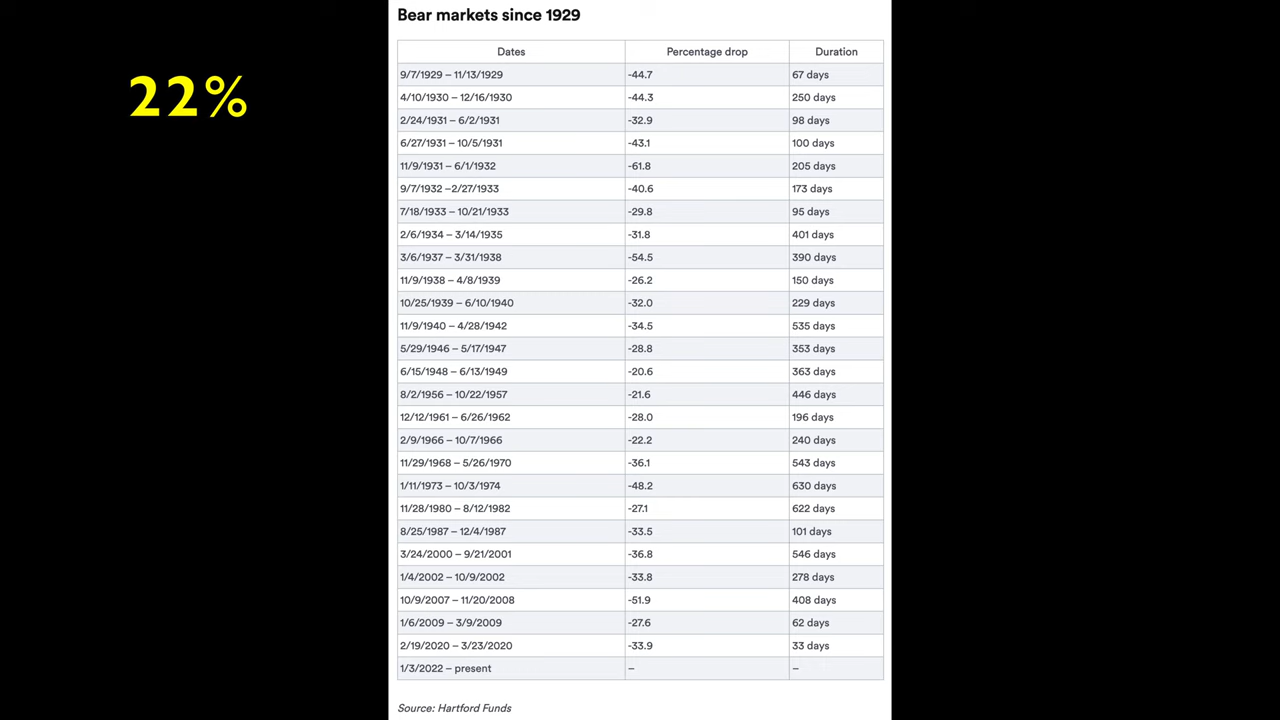 Bear markets since 1929
22%
Dates Percentage drop Duration
9/7/1929 – 11/13/1929 -44.7 67 days
4/10/1930 – 12/16/1930 -44.3 250 days
2/24/1931 – 6/2/1931 -32.9 98 days
6/27/1931 – 10/5/1931 -43.1 100 days
11/9/1931 – 6/1/1932 -61.8 205 days
9/7/1932 –2/27/1933 -40.6 173 days
7/18/1933 – 10/21/1933 -29.8 95 days
2/6/1934 – 3/14/1935 -31.8 401 days
3/6/1937 – 3/31/1938 -54.5 390 days
11/9/1938 – 4/8/1939 -26.2 150 days
10/25/1939 – 6/10/1940 -32.0 229 days
11/9/1940 – 4/28/1942 -34.5 535 days
5/29/1946 – 5/17/1947 -28.8 353 days
6/15/1948 – 6/13/1949 -20.6 363 days
8/2/1956 – 10/22/1957 -21.6 446 days
12/12/1961 – 6/26/1962 -28.0 196 days
2/9/1966 – 10/7/1966 -22.2 240 days
11/29/1968 – 5/26/1970 -36.1 543 days
1/11/1973 – 10/3/1974 -48.2 630 days
11/28/1980 – 8/12/1982 -27.1 622 days
8/25/1987 – 12/4/1987 -33.5 101 days
3/24/2000 – 9/21/2001 -36.8 546 days
1/4/2002 – 10/9/2002 -33.8 278 days
10/9/2007 – 11/20/2008 -51.9 408 days
1/6/2009 – 3/9/2009 -27.6 62 days
2/19/2020 – 3/23/2020 -33.9 33 days
1/3/2022 – present – –
Source: Hartford Funds